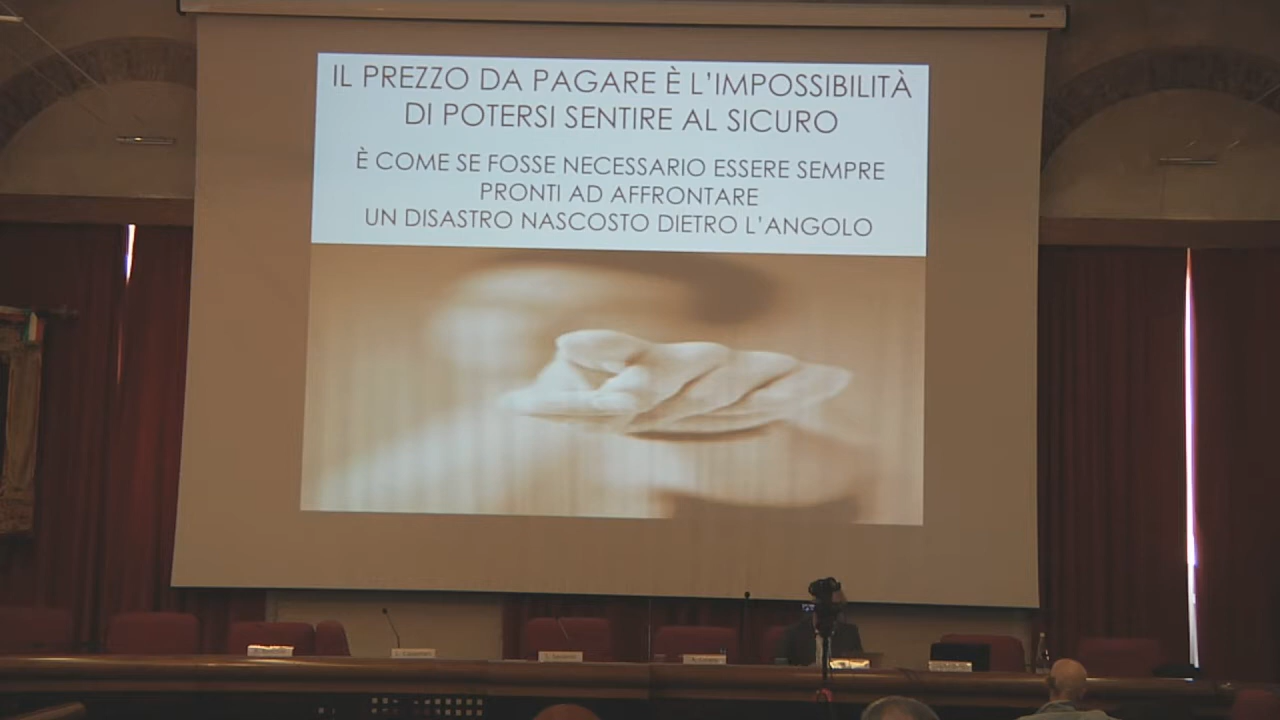 IL PREZZO DA PAGARE È L'IMPOSSIBILITÀ
DI POTERSI SENTIRE AL SICURO
È COME SE FOSSE NECESSARIO ESSERE SEMPRE
PRONTI AD AFFRONTARE
UN DISASTRO NASCOSTO DIETRO L'ANGOLO